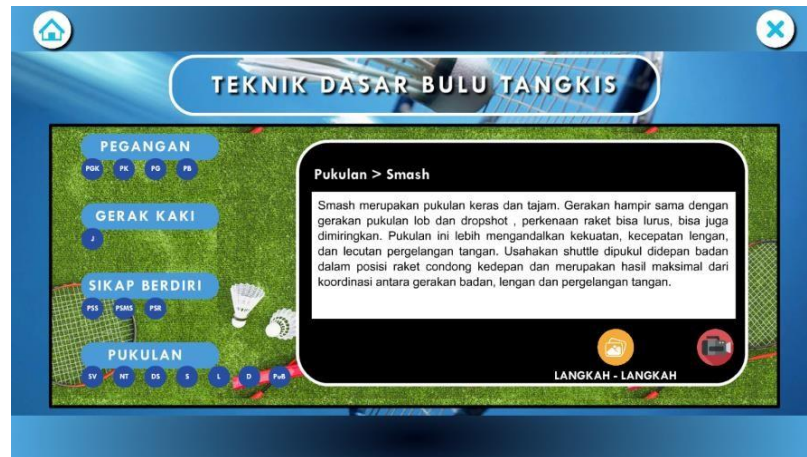 TEKNIK DASAR BULU TANGKIS
PEGANGAN
PGK PK PG PB
GERAK KAKI
J
SIKAP BERDIRI
PSS PSMS PSR
PUKULAN
SV NT DS S L D PuB
Pukulan > Smash
Smash merupakan pukulan keras dan tajam. Gerakan hampir sama dengan
gerakan pukulan lob dan dropshot , perkenaan raket bisa lurus, bisa juga
dimiringkan. Pukulan ini lebih mengandalkan kekuatan, kecepatan lengan,
dan lecutan pergelangan tangan. Usahakan shuttle dipukul didepan badan
dalam posisi raket condong kedepan dan merupakan hasil maksimal dari
koordinasi antara gerakan badan, lengan dan pergelangan tangan.
LANGKAH - LANGKAH